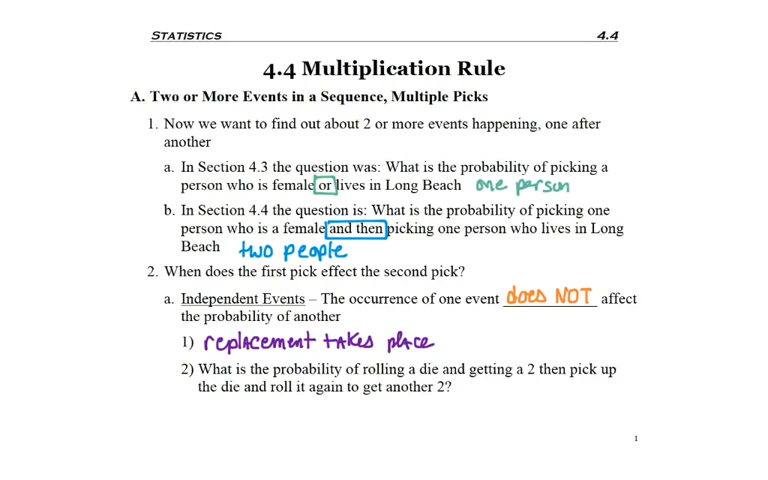 STATISTICS 4.4
4.4 Multiplication Rule
A. Two or More Events in a Sequence, Multiple Picks
1. Now we want to find out about 2 or more events happening, one after
another
a. In Section 4.3 the question was: What is the probability of picking a
person who is female or lives in Long Beach one person
b. In Section 4.4 the question is: What is the probability of picking one
person who is a female and then picking one person who lives in Long
Beach two people
2. When does the first pick effect the second pick?
a. Independent Events – The occurrence of one event does NOT affect
the probability of another
1) replacement takes place
2) What is the probability of rolling a die and getting a 2 then pick up
the die and roll it again to get another 2?
1